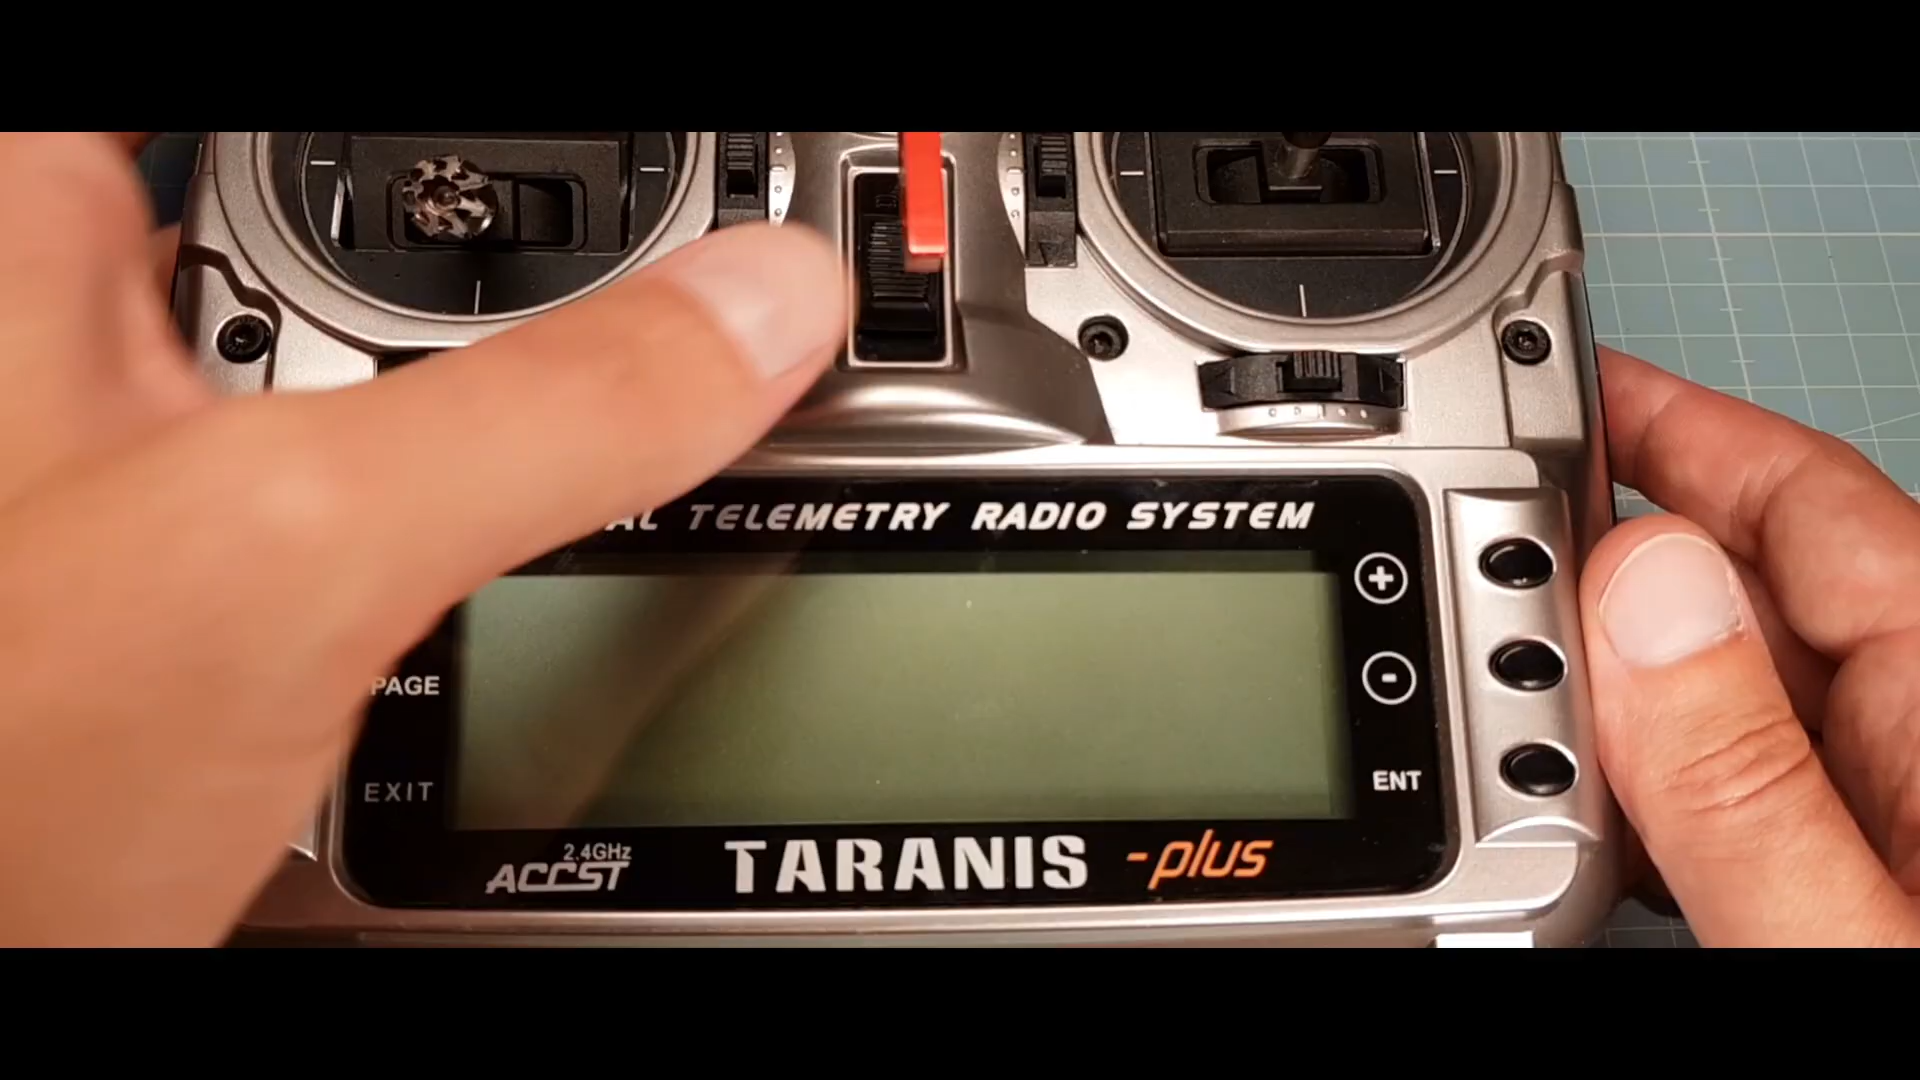 TELEMETRY RADIO SYSTEM
+
PAGE
-
EXIT
ENT
2.4GHz
ACCST
TARANIS -plus